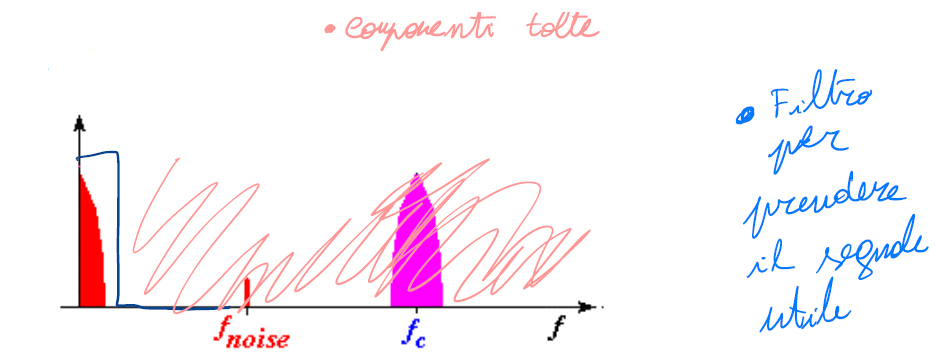 • componenti tolte
• Filtro
per
prendere
il segnale
utile
f_noise
f_c
f